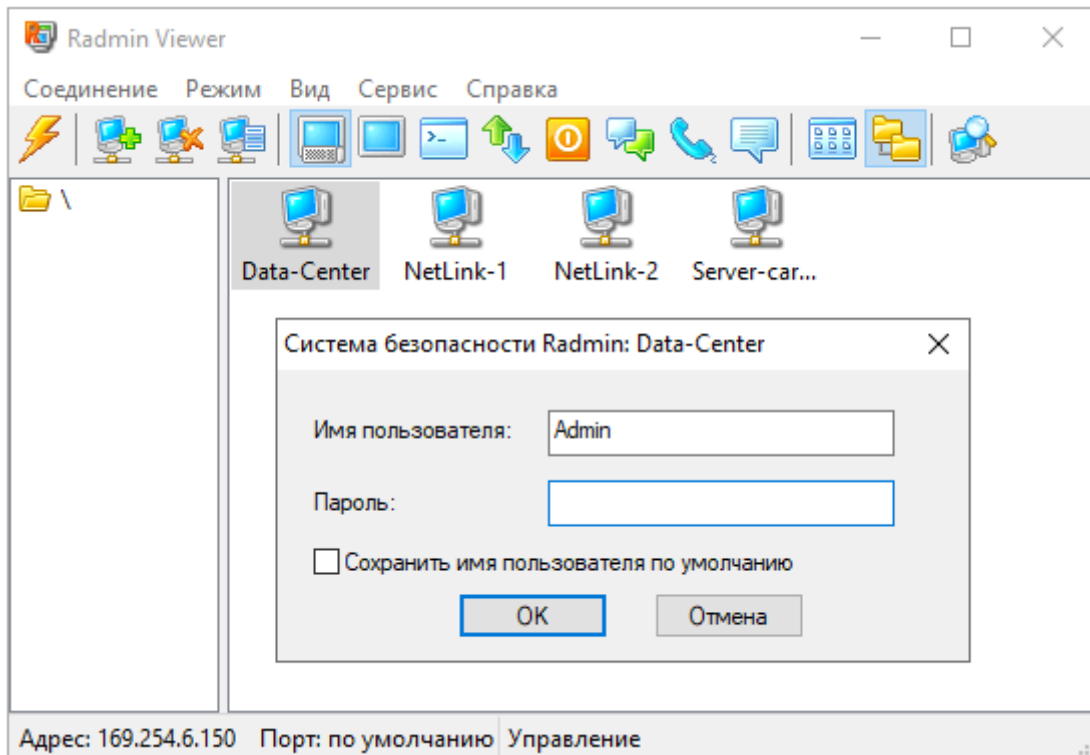 Radmin Viewer
Соединение Режим Вид Сервис Справка
\
Data-Center NetLink-1 NetLink-2 Server-car...
Система безопасности Radmin: Data-Center
Имя пользователя: Admin
Пароль:
Сохранить имя пользователя по умолчанию
OK Отмена
Адрес: 169.254.6.150 Порт: по умолчанию Управление